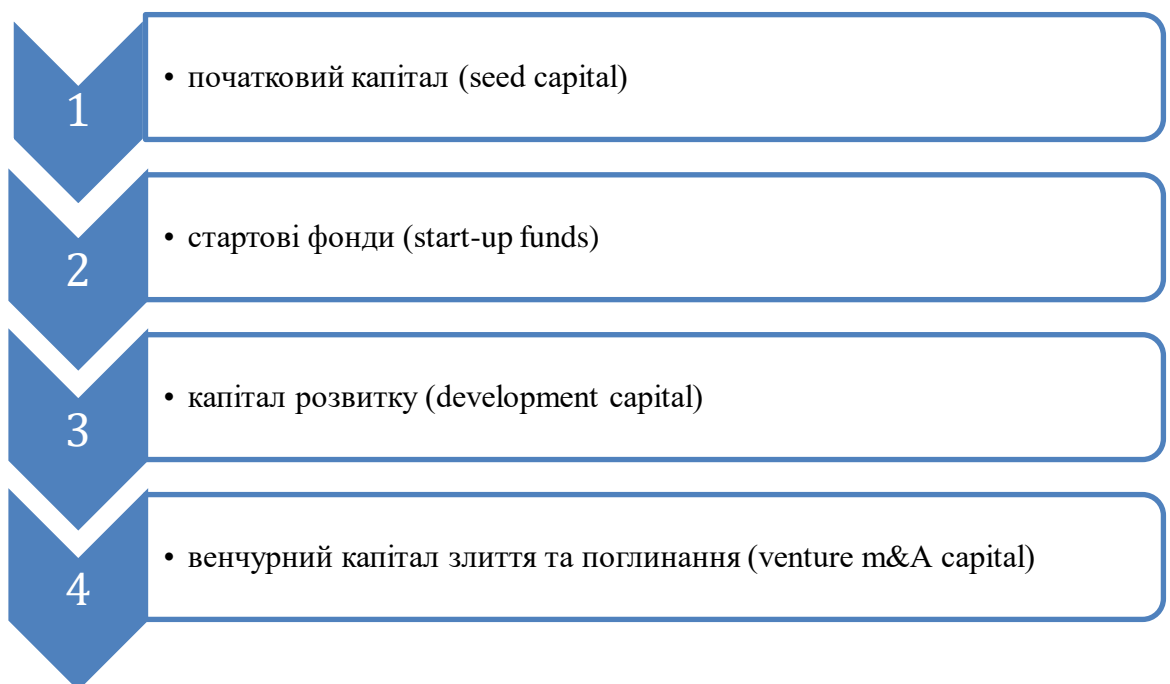 1
• початковий капітал (seed capital)
2
• стартові фонди (start-up funds)
3
• капітал розвитку (development capital)
4
• венчурний капітал злиття та поглинання (venture m&A capital)